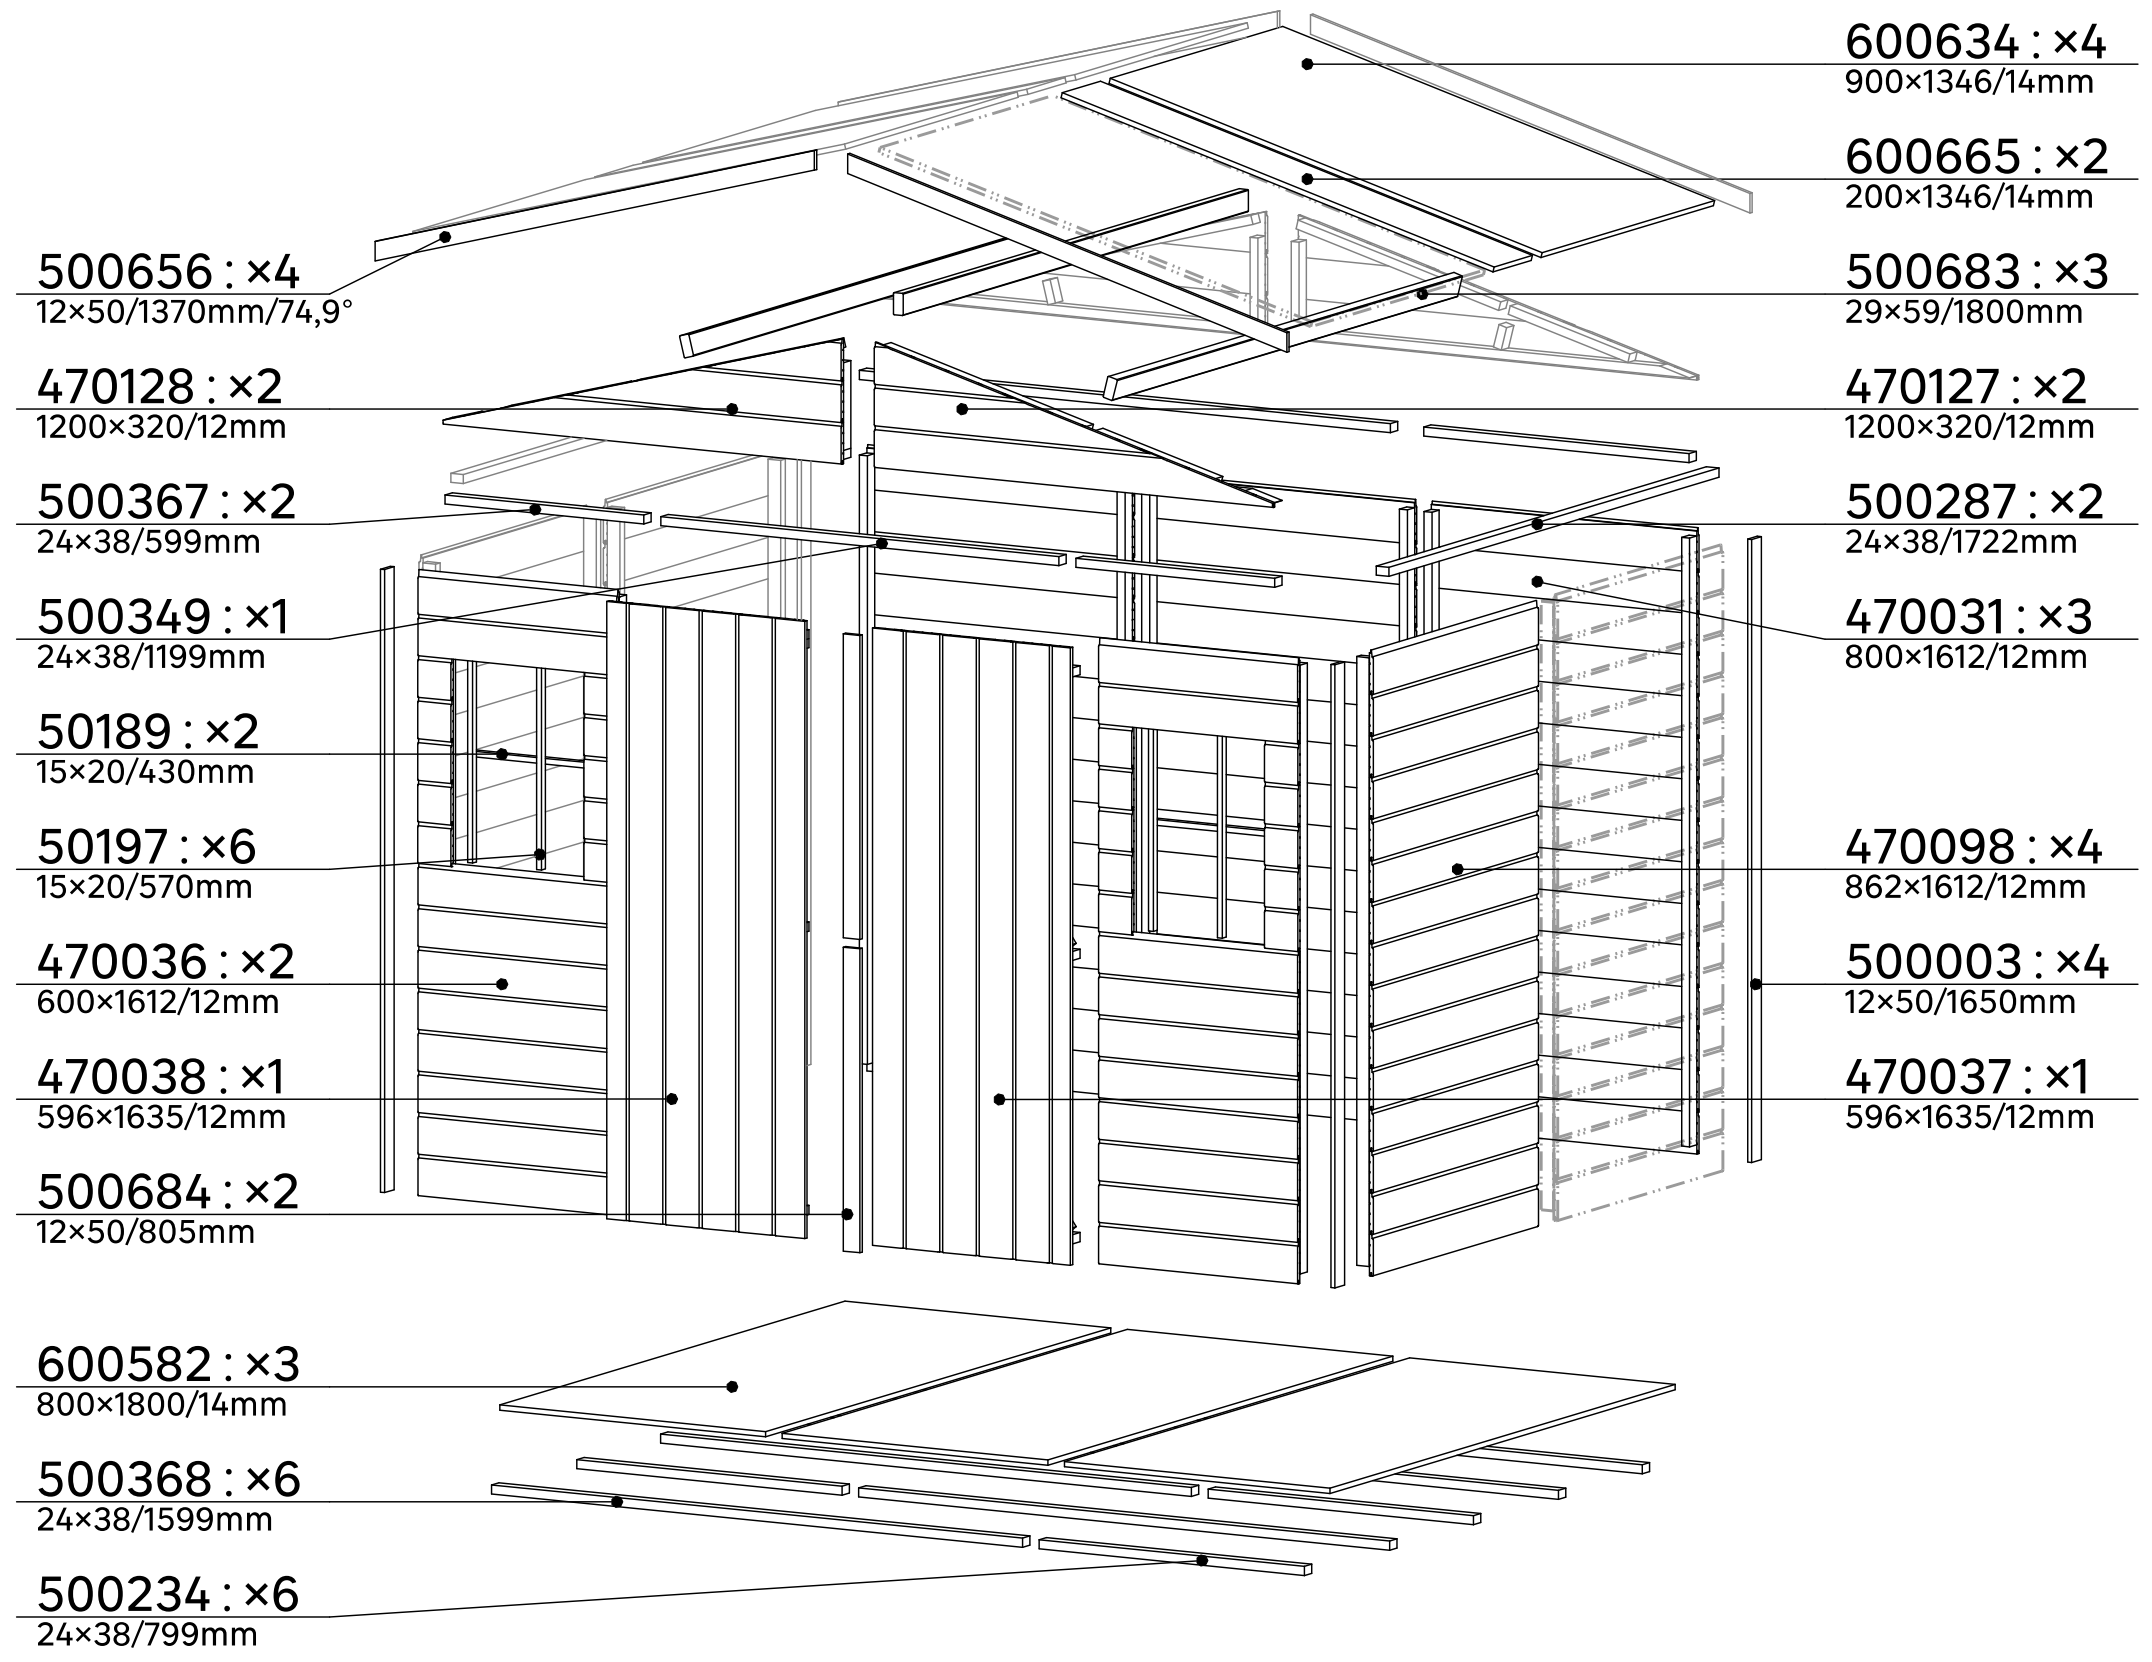 500656 : ×4
12×50/1370mm/74,9°
470128 : ×2
1200×320/12mm
500367 : ×2
24×38/599mm
500349 : ×1
24×38/1199mm
50189 : ×2
15×20/430mm
50197 : ×6
15×20/570mm
470036 : ×2
600×1612/12mm
470038 : ×1
596×1635/12mm
500684 : ×2
12×50/805mm
600582 : ×3
800×1800/14mm
500368 : ×6
24×38/1599mm
500234 : ×6
24×38/799mm
600634 : ×4
900×1346/14mm
600665 : ×2
200×1346/14mm
500683 : ×3
29×59/1800mm
470127 : ×2
1200×320/12mm
500287 : ×2
24×38/1722mm
470031 : ×3
800×1612/12mm
470098 : ×4
862×1612/12mm
500003 : ×4
12×50/1650mm
470037 : ×1
596×1635/12mm